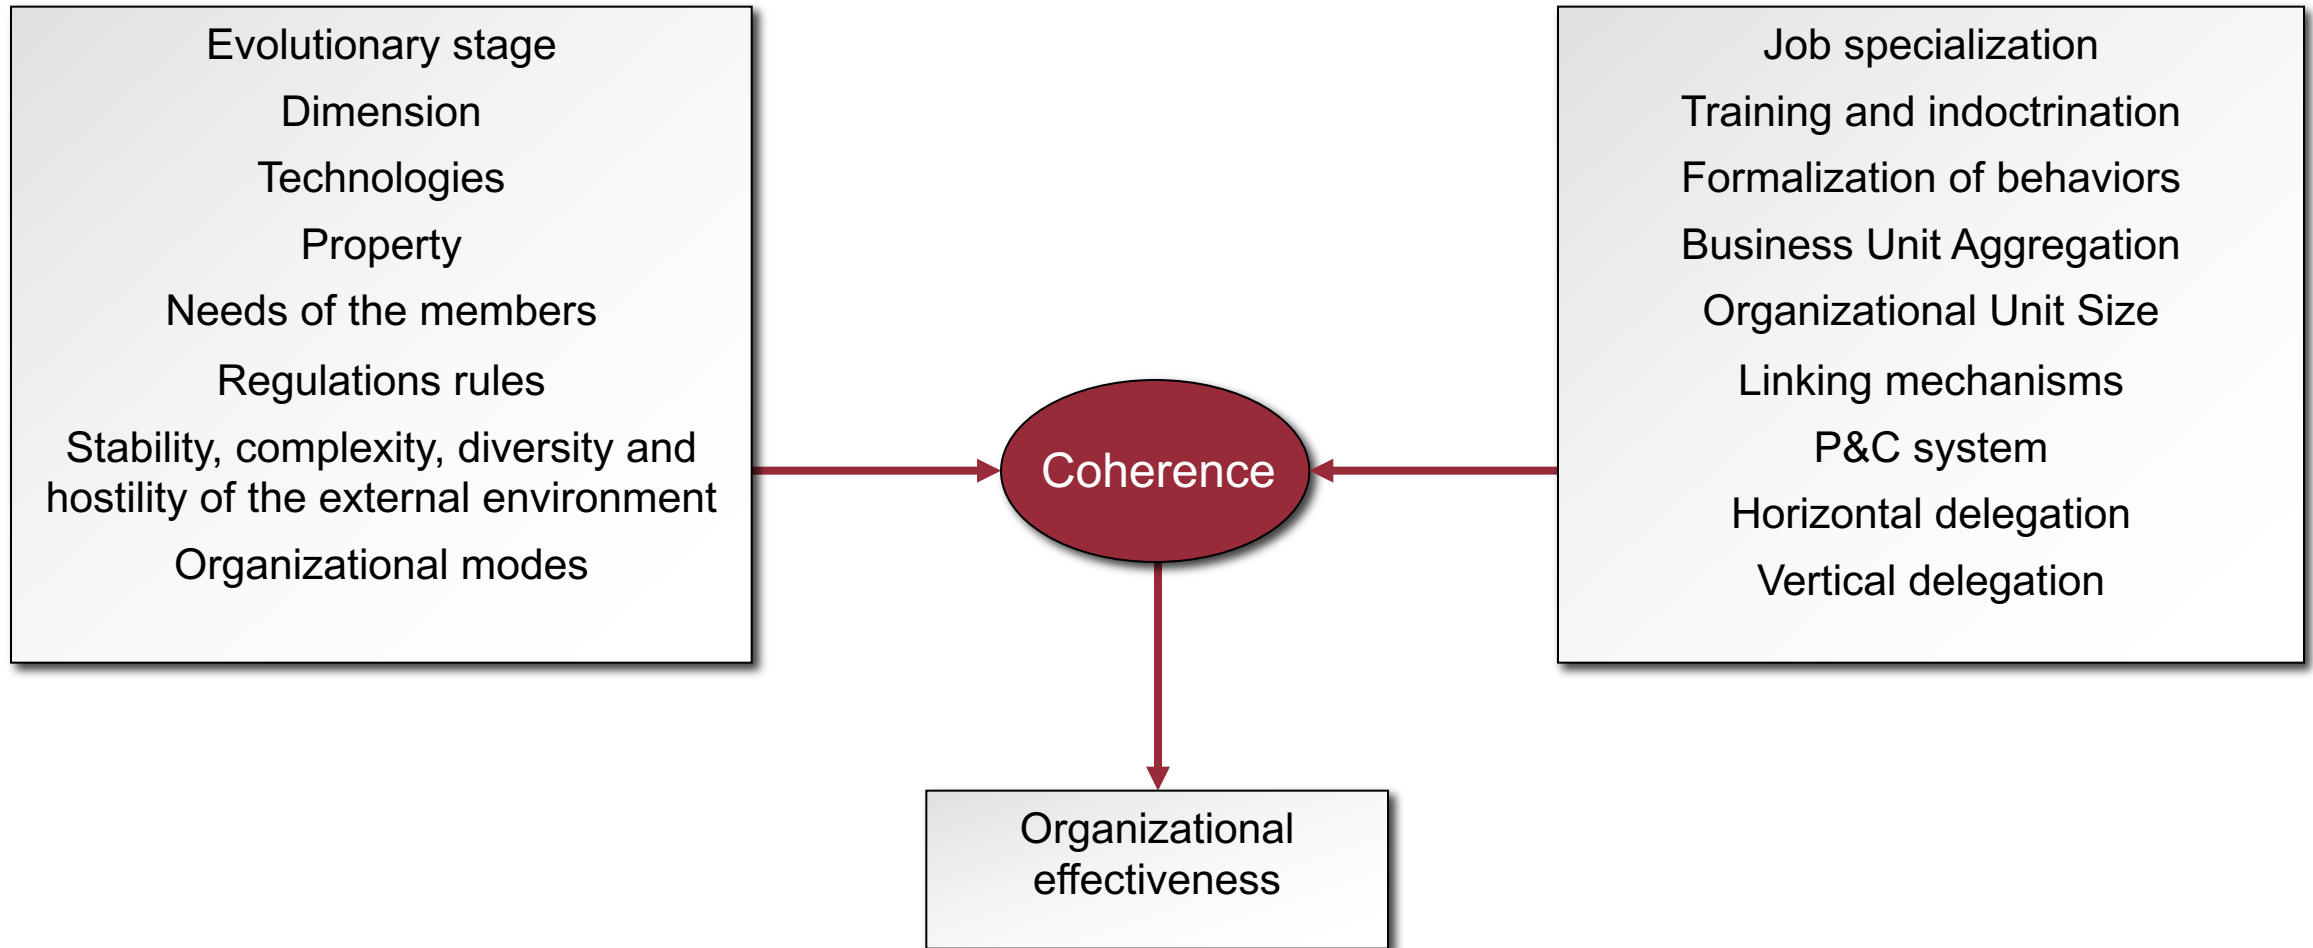 Evolutionary stage
Dimension
Technologies
Property
Needs of the members
Regulations rules
Stability, complexity, diversity and
hostility of the external environment
Organizational modes
Job specialization
Training and indoctrination
Formalization of behaviors
Business Unit Aggregation
Organizational Unit Size
Linking mechanisms
P&C system
Horizontal delegation
Vertical delegation
Coherence
Organizational
effectiveness